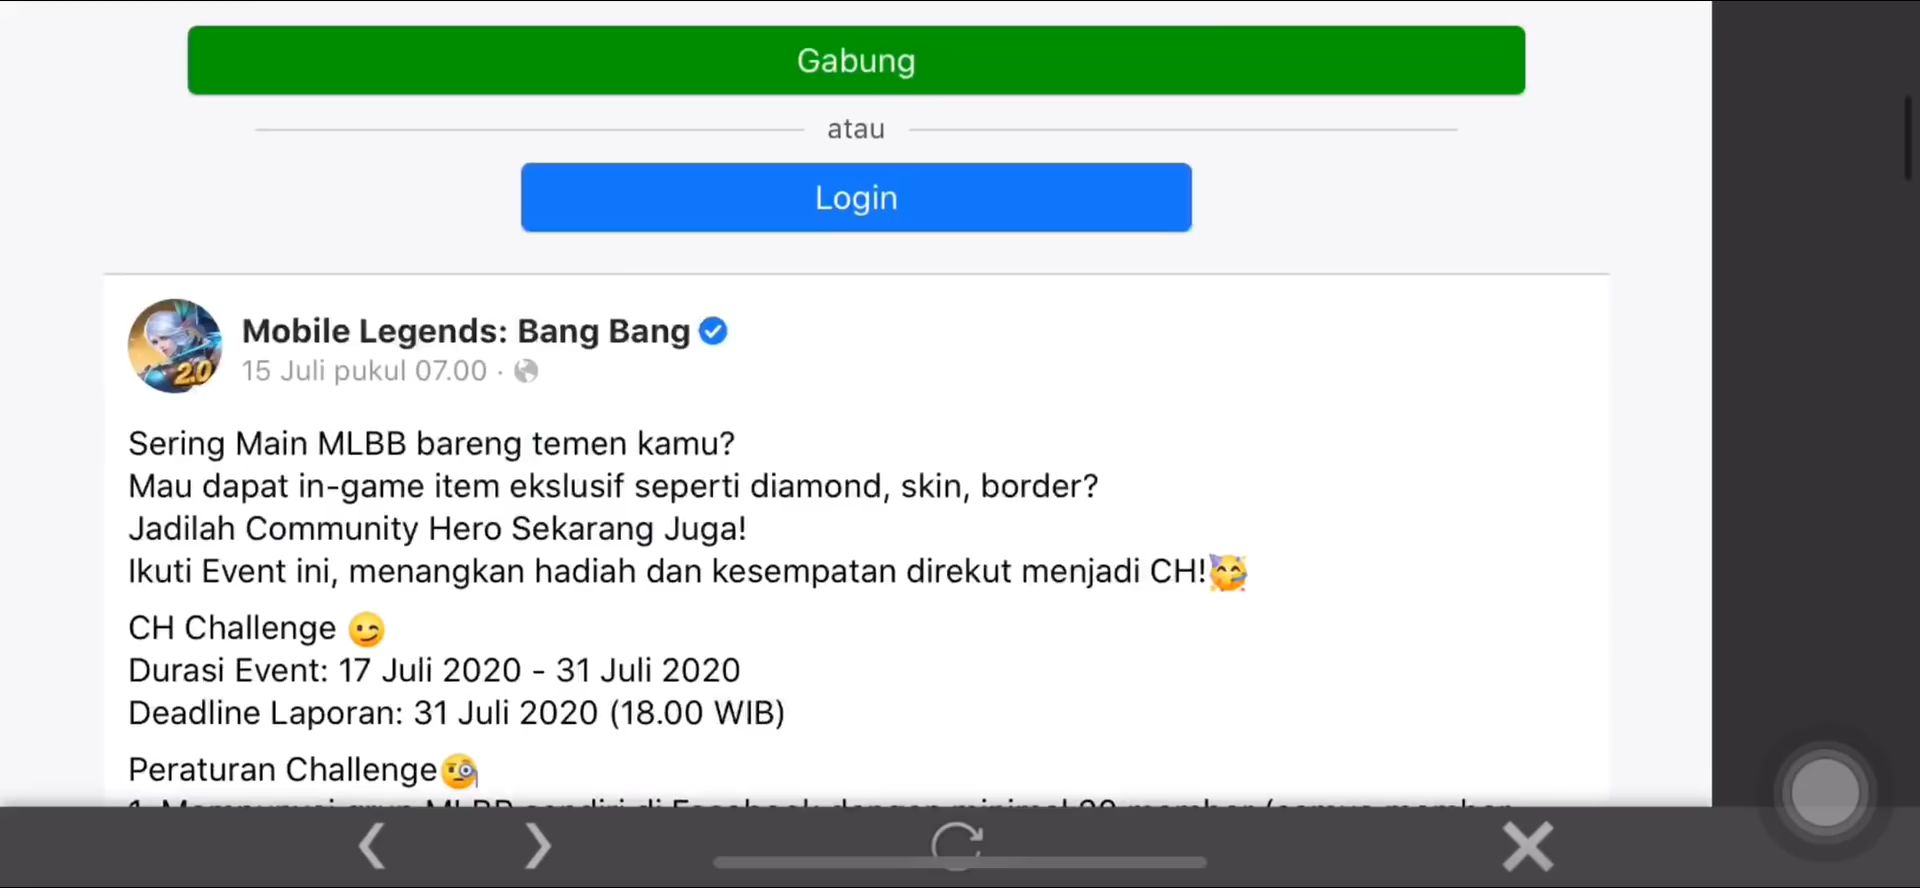 Gabung
atau
Login
Mobile Legends: Bang Bang
15 Juli pukul 07.00 ·
Sering Main MLBB bareng temen kamu?
Mau dapat in-game item ekslusif seperti diamond, skin, border?
Jadilah Community Hero Sekarang Juga!
Ikuti Event ini, menangkan hadiah dan kesempatan direkut menjadi CH!🥳
CH Challenge 😉
Durasi Event: 17 Juli 2020 - 31 Juli 2020
Deadline Laporan: 31 Juli 2020 (18.00 WIB)
Peraturan Challenge🧐